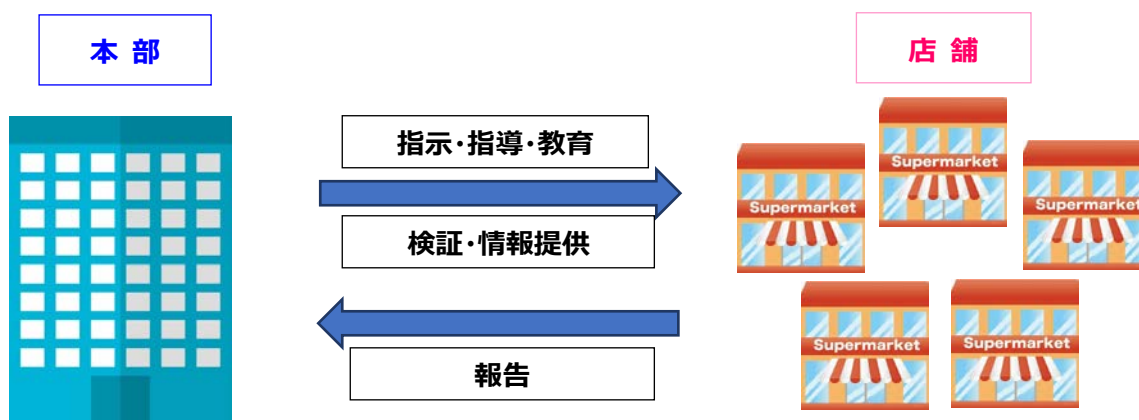 本 部
店 舗
指示･指導･教育
検証･情報提供
報告
Supermarket
Supermarket
Supermarket
Supermarket
Supermarket